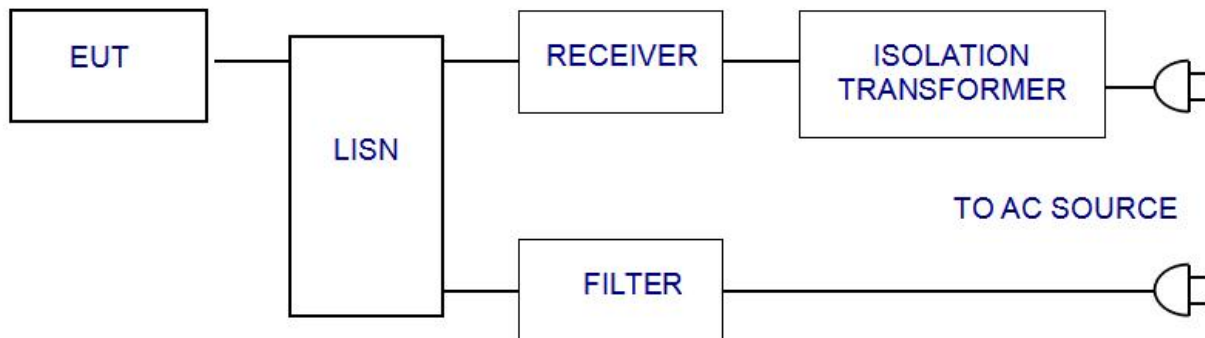 EUT
RECEIVER
ISOLATION
TRANSFORMER
LISN
TO AC SOURCE
FILTER